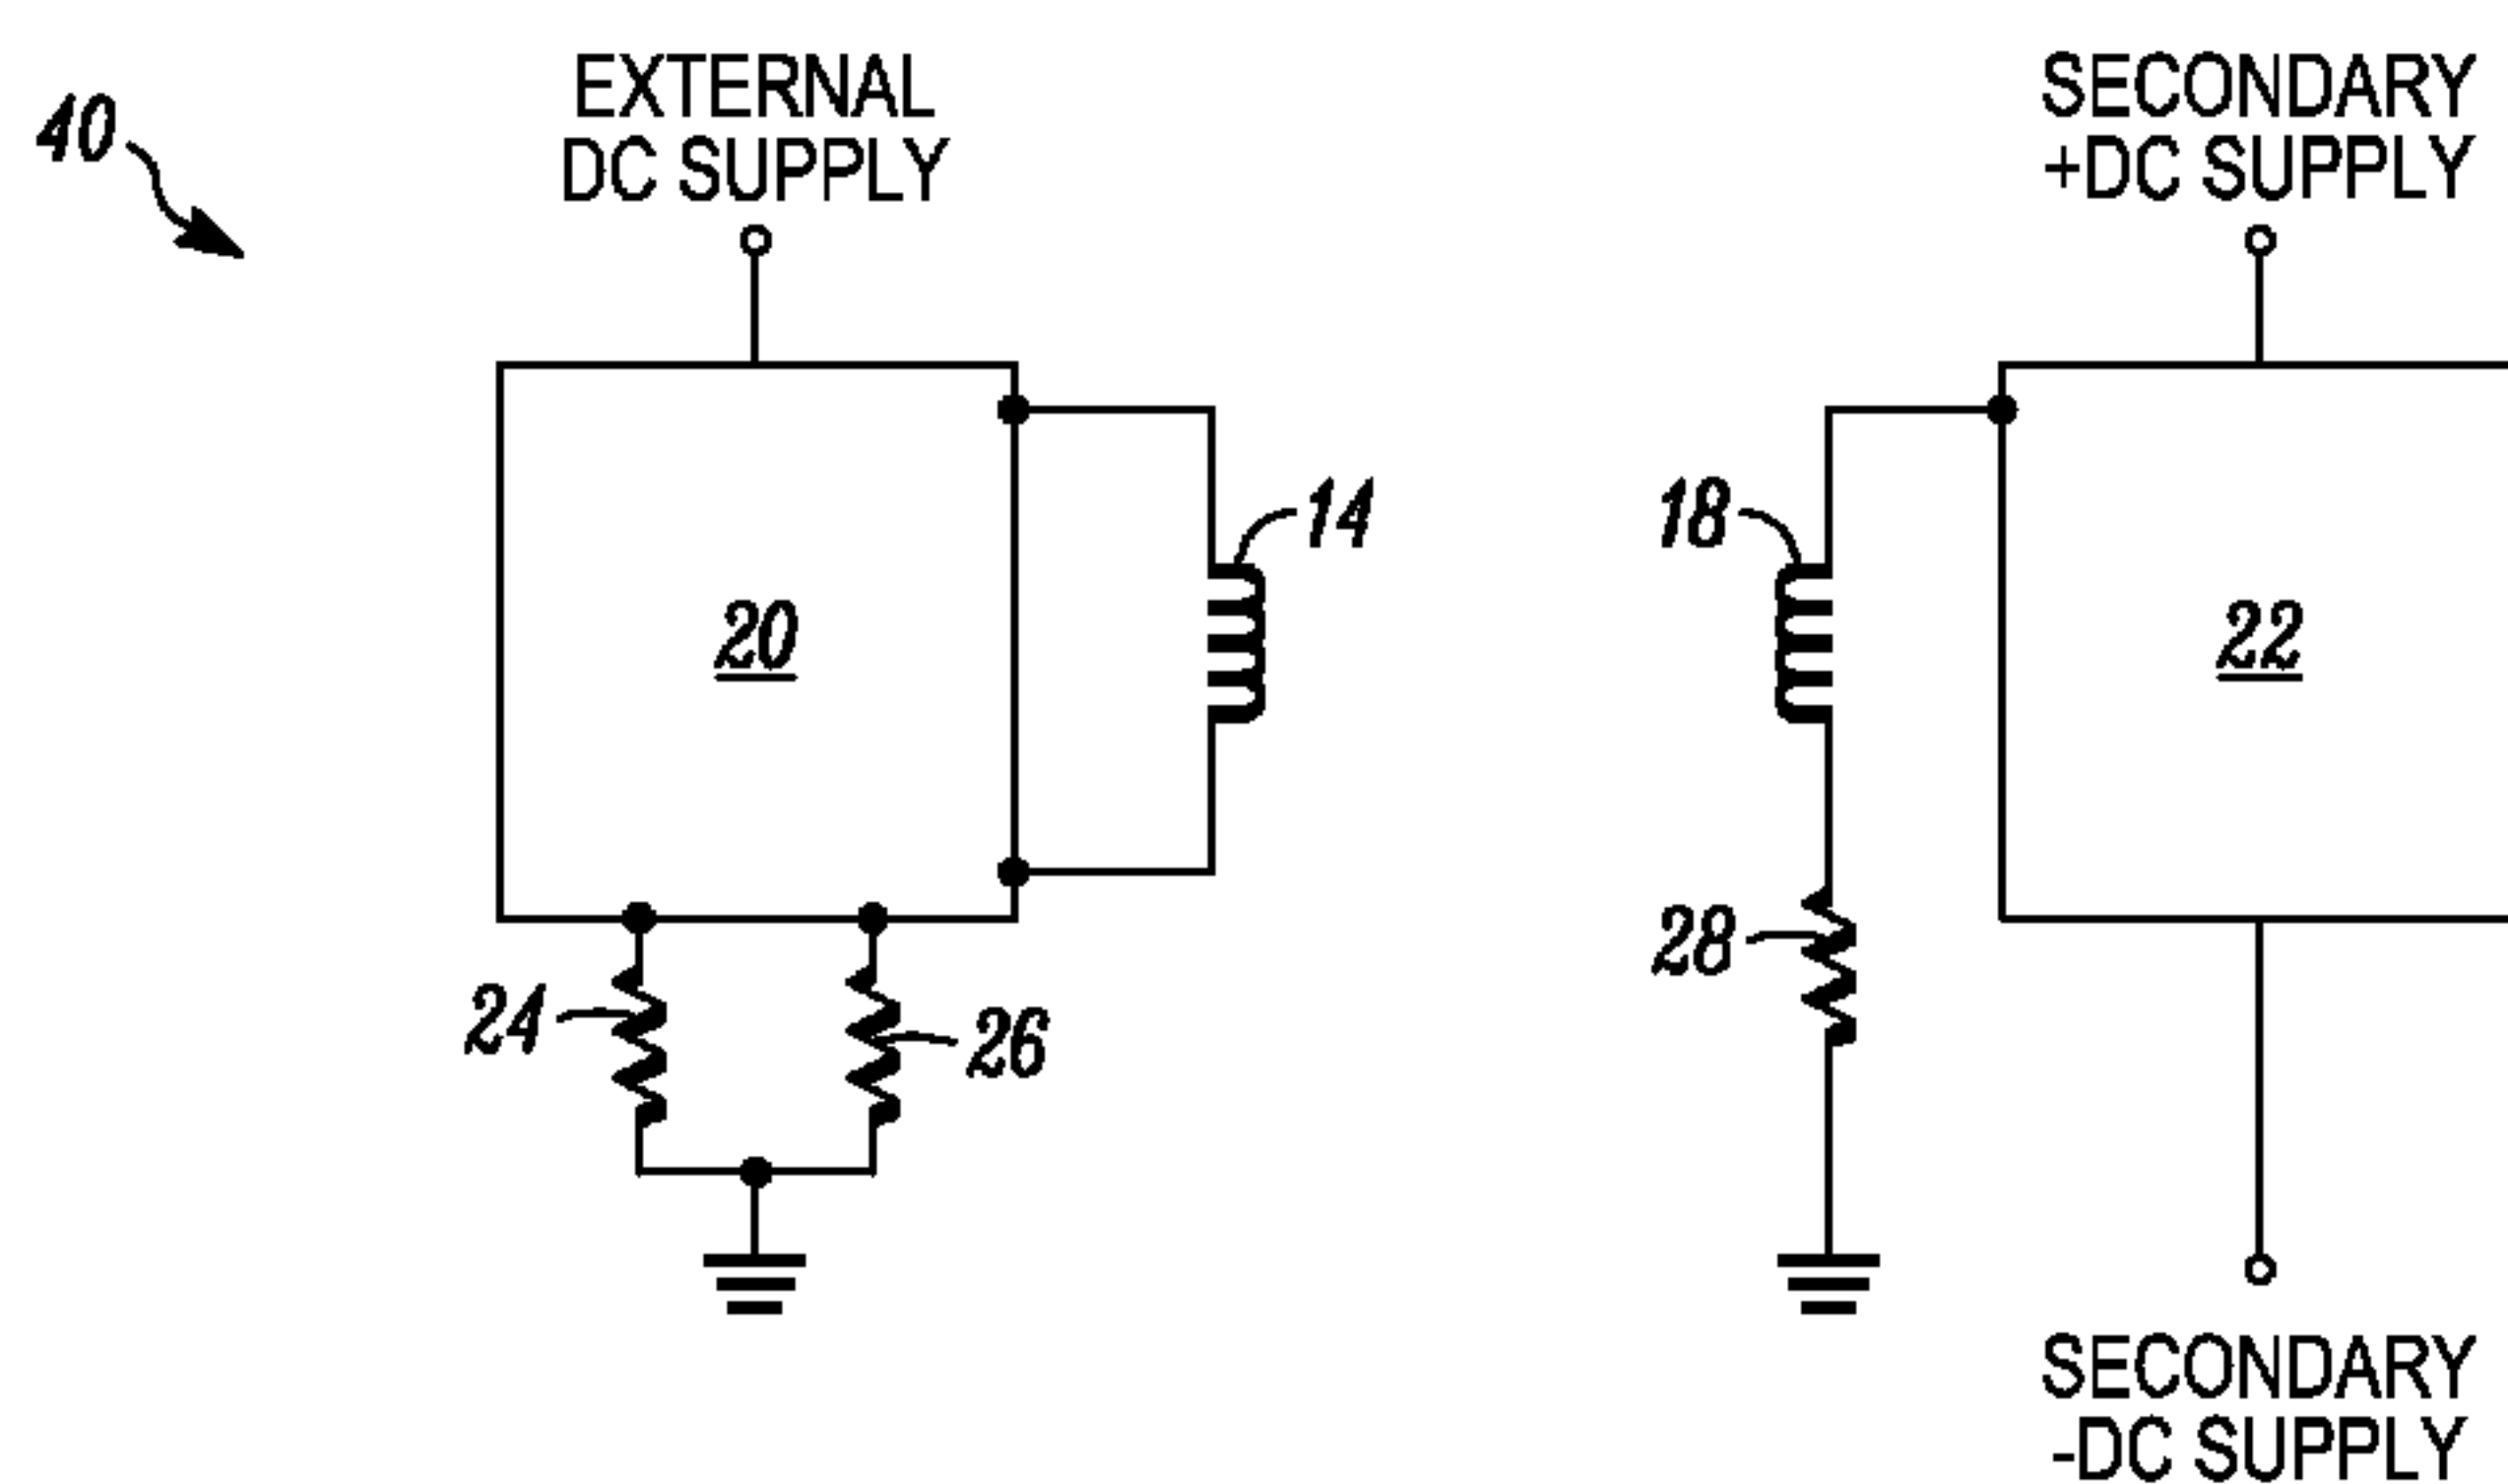 40
EXTERNAL
DC SUPPLY
SECONDARY
+DC SUPPLY
14
18
20
22
28
24
26
SECONDARY
-DC SUPPLY